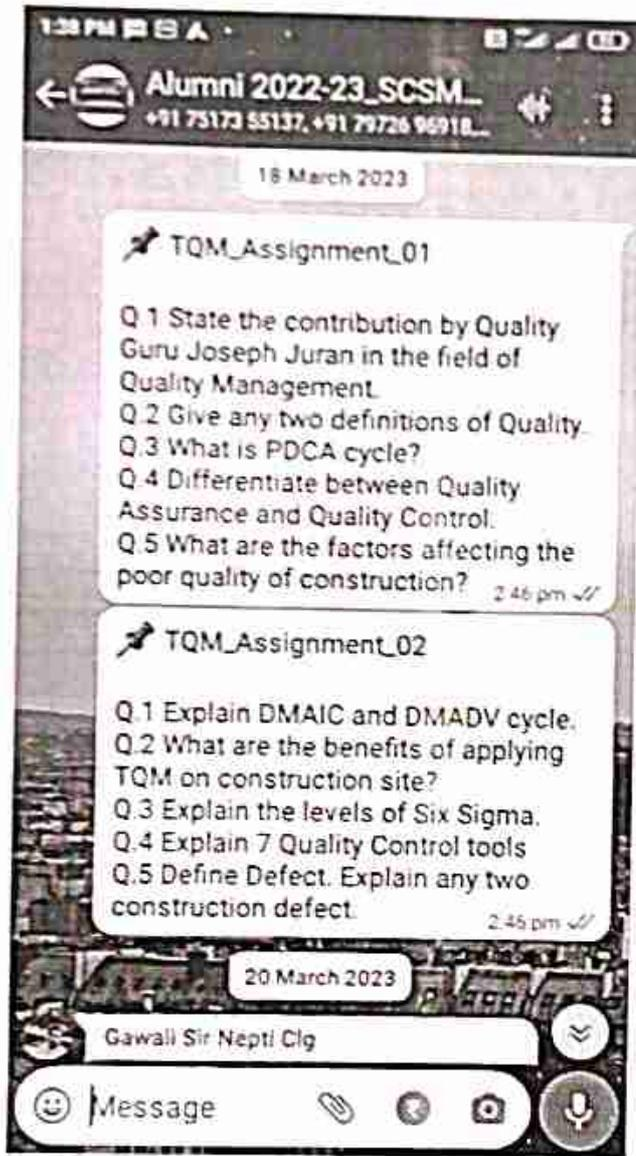 1:38 PM
Alumni 2022-23_SCSM...
+91 75173 55137, +91 79726 96918,...
18 March 2023
TQM_Assignment_01
Q 1 State the contribution by Quality
Guru Joseph Juran in the field of
Quality Management.
Q.2 Give any two definitions of Quality.
Q.3 What is PDCA cycle?
Q.4 Differentiate between Quality
Assurance and Quality Control.
Q.5 What are the factors affecting the
poor quality of construction?
2:46 pm
TQM_Assignment_02
Q.1 Explain DMAIC and DMADV cycle.
Q.2 What are the benefits of applying
TQM on construction site?
Q.3 Explain the levels of Six Sigma.
Q.4 Explain 7 Quality Control tools
Q.5 Define Defect. Explain any two
construction defect.
2:46 pm
20 March 2023
Gawali Sir Nepti Clg
Message